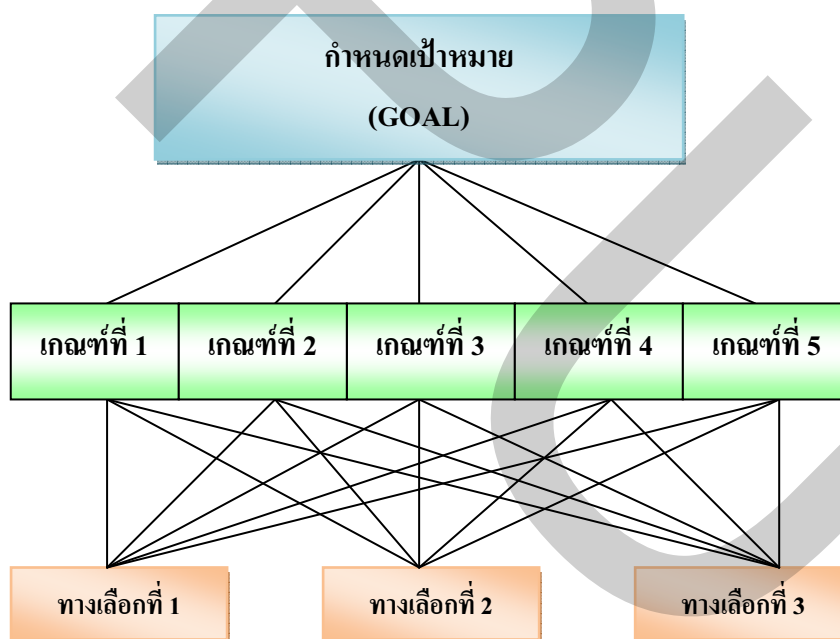 กำหนดเป้าหมาย
(GOAL)
เกณฑ์ที่ 1 เกณฑ์ที่ 2 เกณฑ์ที่ 3 เกณฑ์ที่ 4 เกณฑ์ที่ 5
ทางเลือกที่ 1 ทางเลือกที่ 2 ทางเลือกที่ 3